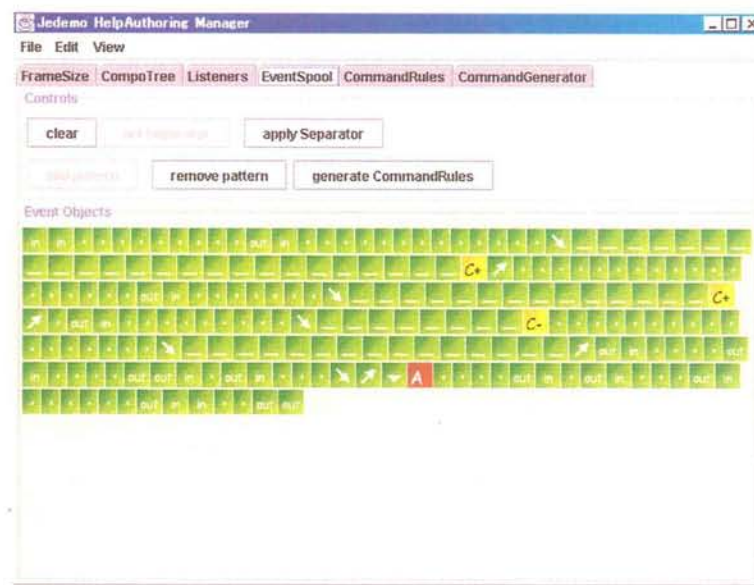 Jedemo HelpAuthoring Manager
File Edit View
FrameSize CompoTree Listeners EventSpool CommandRules CommandGenerator
Controls
clear apply Separator
remove pattern generate CommandRules
Event Objects
in in out in
C+
out in C+
out in C-
out out
in out out in out in A out in out in out in
out in in out out